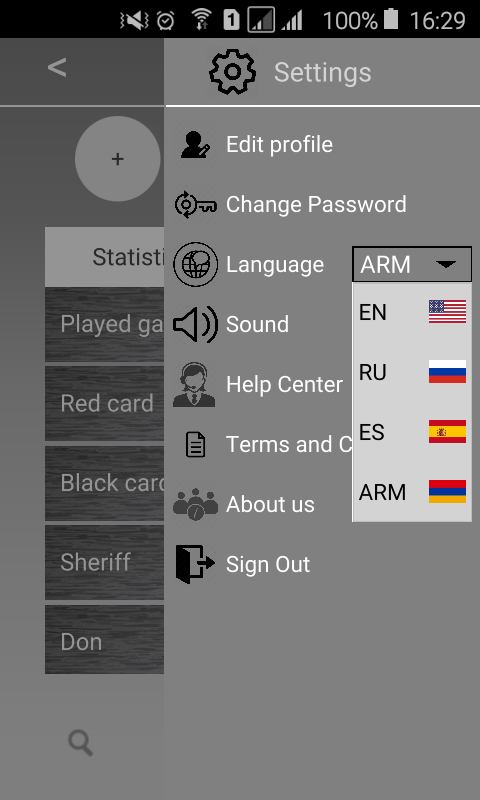 1 100% 16:29
<
Settings
+
Edit profile
Change Password
Language
ARM
EN
RU
ES
ARM
Sound
Help Center
Terms and C
About us
Sign Out
Statisti
Played ga
Red card
Black card
Sheriff
Don